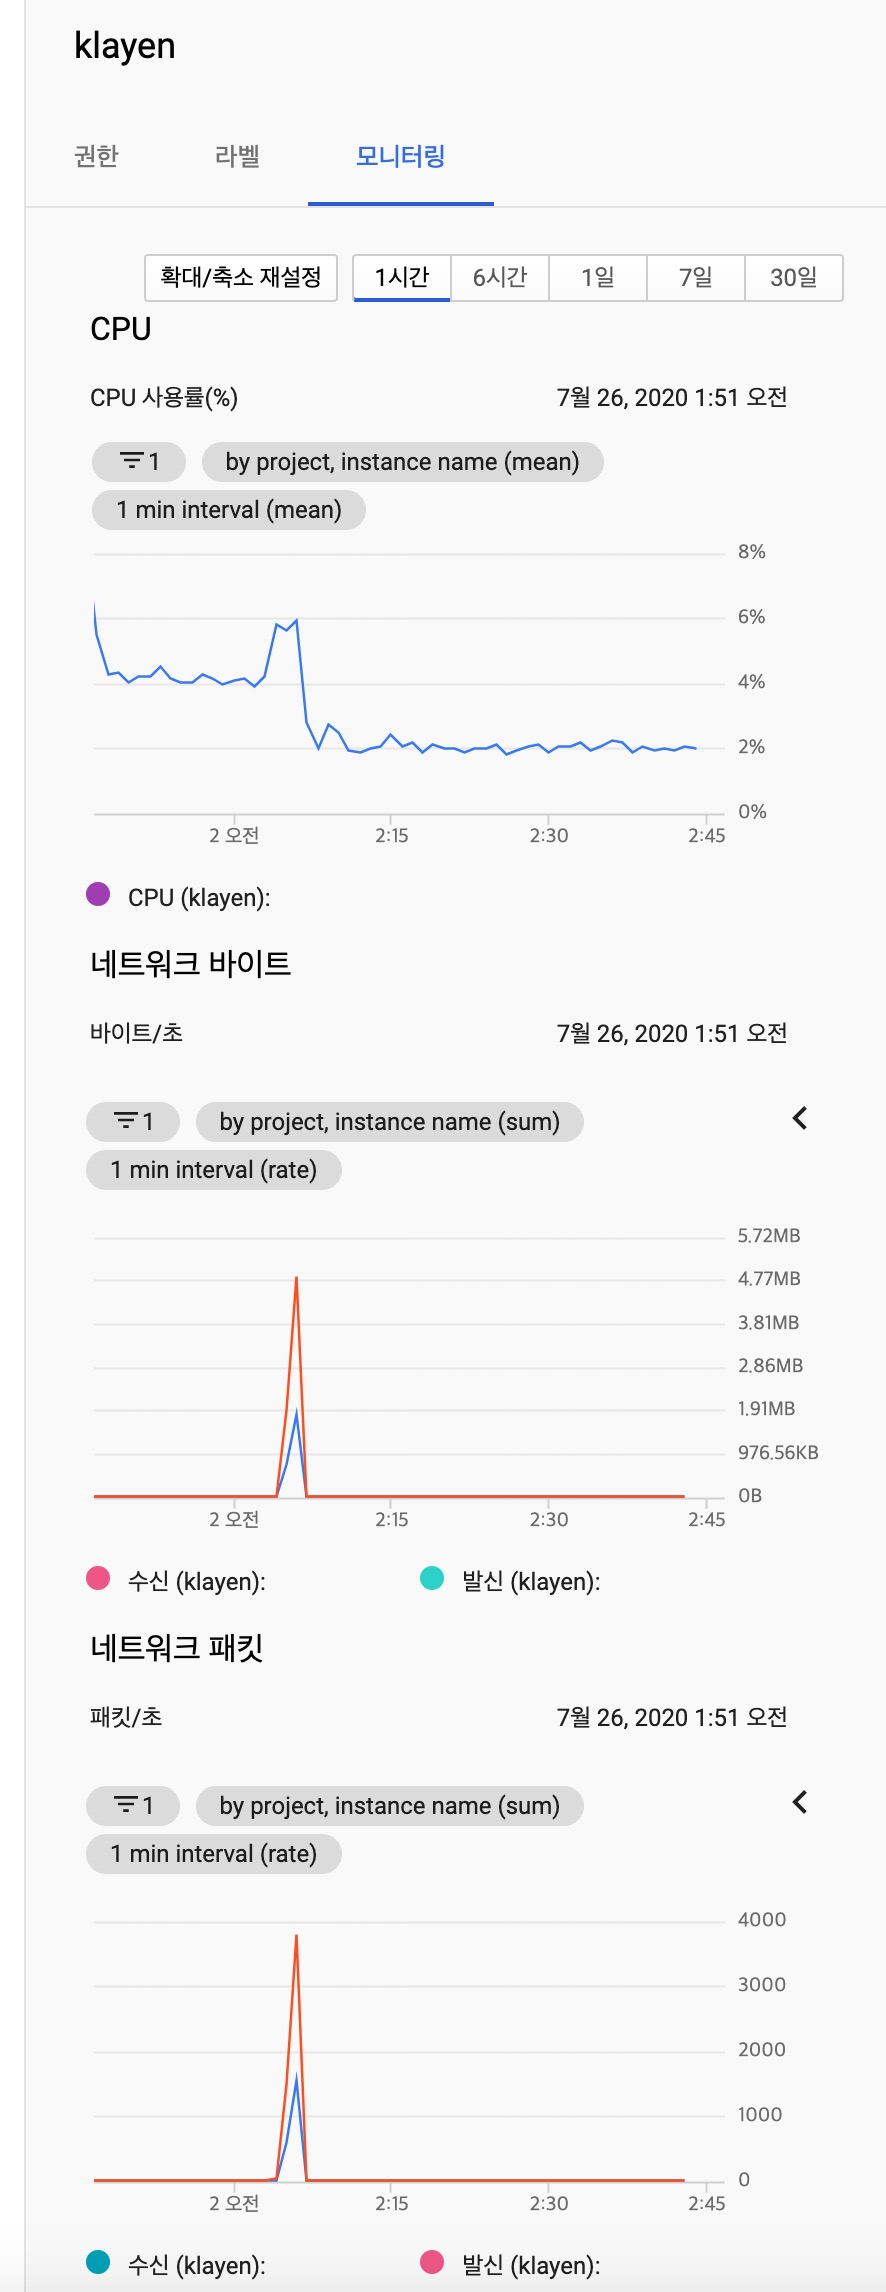 klayen
권한 라벨 모니터링
확대/축소 재설정 1시간 6시간 1일 7일 30일
CPU
CPU 사용률(%) 7월 26, 2020 1:51 오전
1 by project, instance name (mean)
1 min interval (mean)
8%
6%
4%
2%
0%
2 오전 2:15 2:30 2:45
CPU (klayen):
네트워크 바이트
바이트/초 7월 26, 2020 1:51 오전
1 by project, instance name (sum)
1 min interval (rate)
5.72MB
4.77MB
3.81MB
2.86MB
1.91MB
976.56KB
0B
2 오전 2:15 2:30 2:45
수신 (klayen): 발신 (klayen):
네트워크 패킷
패킷/초 7월 26, 2020 1:51 오전
1 by project, instance name (sum)
1 min interval (rate)
4000
3000
2000
1000
0
2 오전 2:15 2:30 2:45
수신 (klayen): 발신 (klayen):